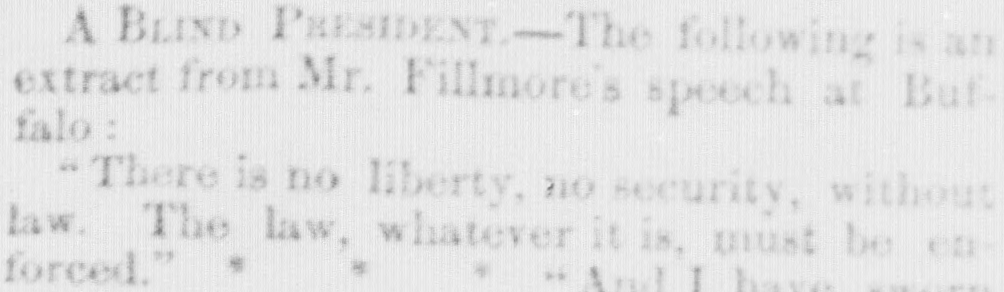 A BLIND PRESIDENT.—The following is an
extract from Mr. Fillmore's speech at Buf-
falo :
"There is no liberty, no security, without
law. The law, whatever it is, must be en-
forced." * * * "And I have sworn